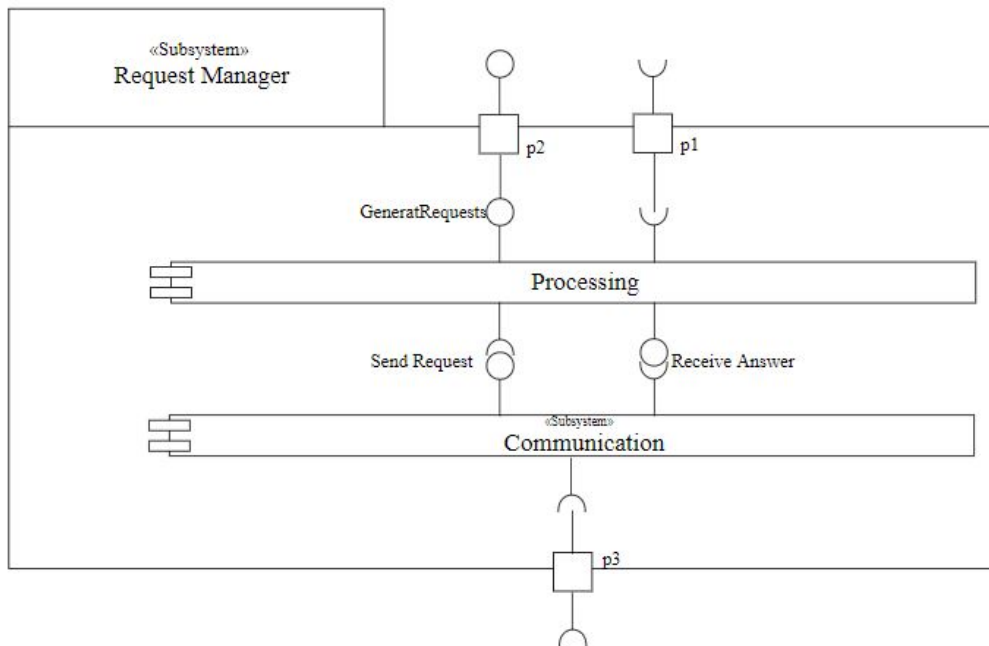 «Subsystem»
Request Manager
p2
p1
GeneratRequests
Processing
Send Request
Receive Answer
«Subsystem»
Communication
p3